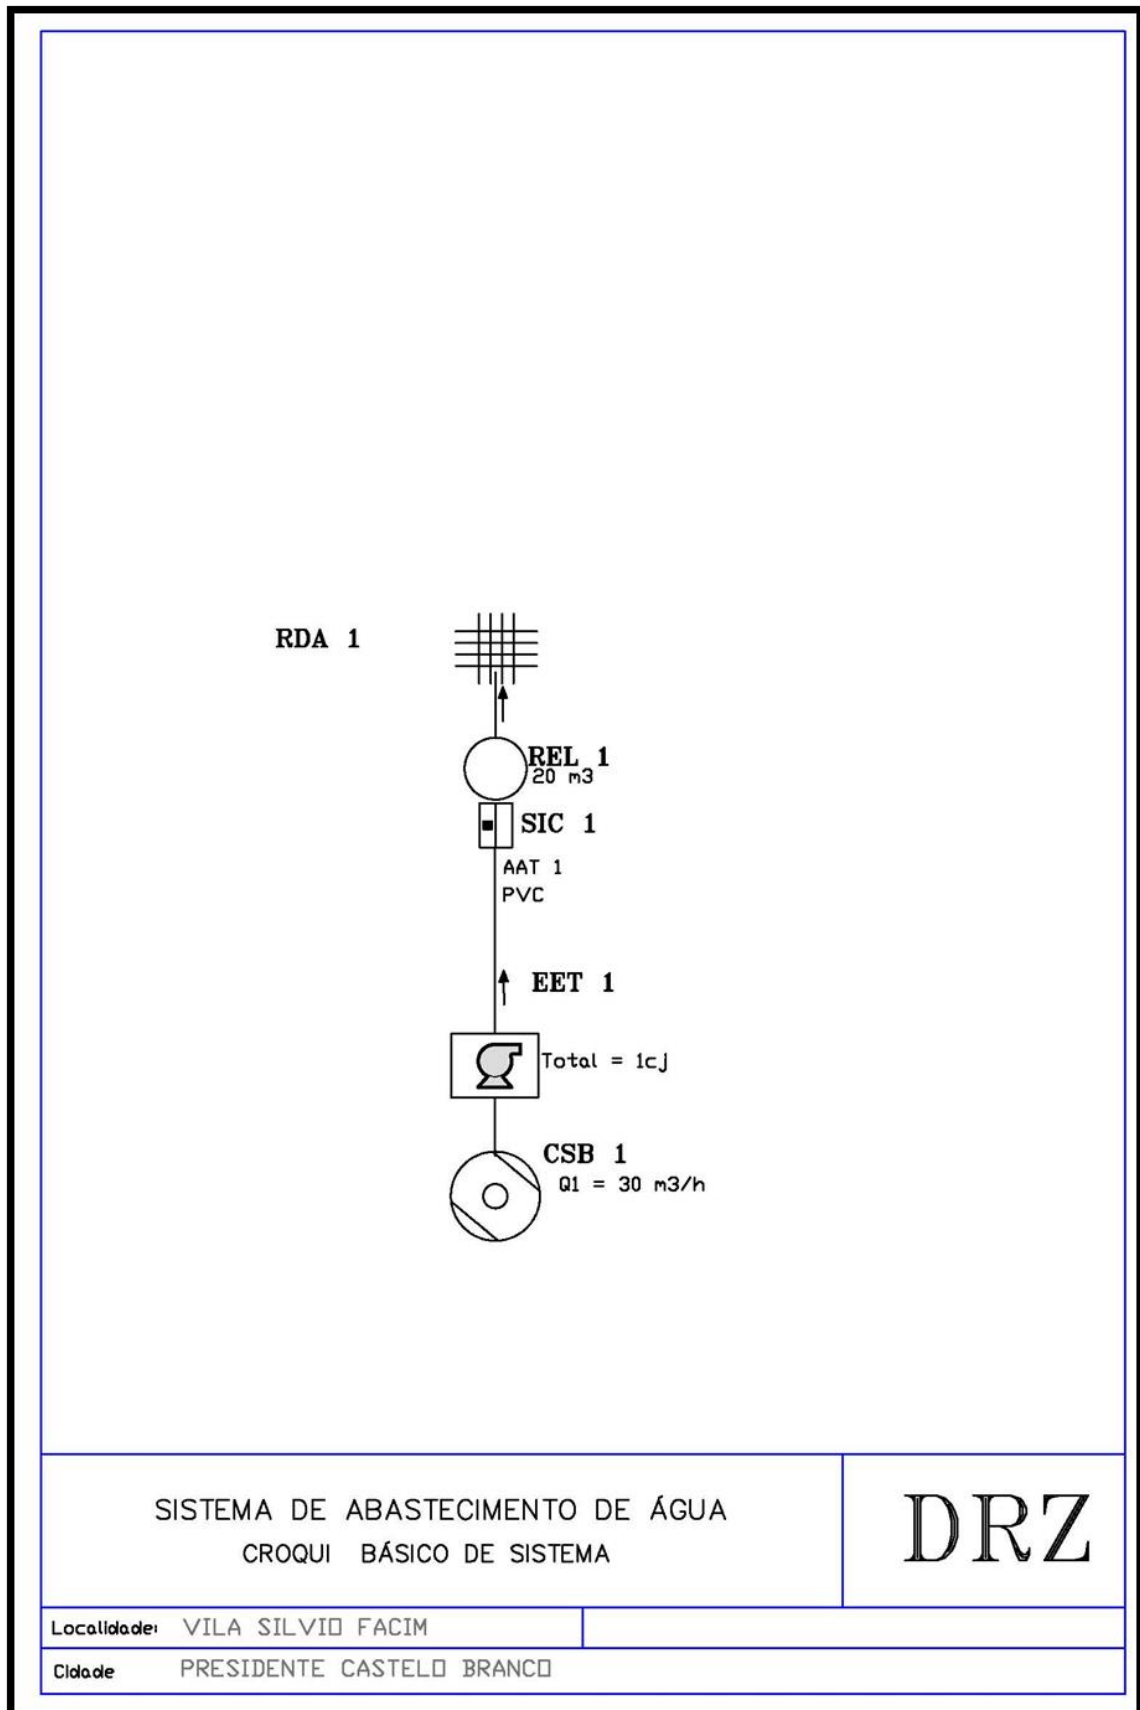 RDA 1
REL 1
20 m3
SIC 1
AAT 1
PVC
EET 1
Total = 1cj
CSB 1
Q1 = 30 m3/h
SISTEMA DE ABASTECIMENTO DE ÁGUA
CROQUI BÁSICO DE SISTEMA
DRZ
Localidade: VILA SILVIO FACIM
Cidade PRESIDENTE CASTELO BRANCO